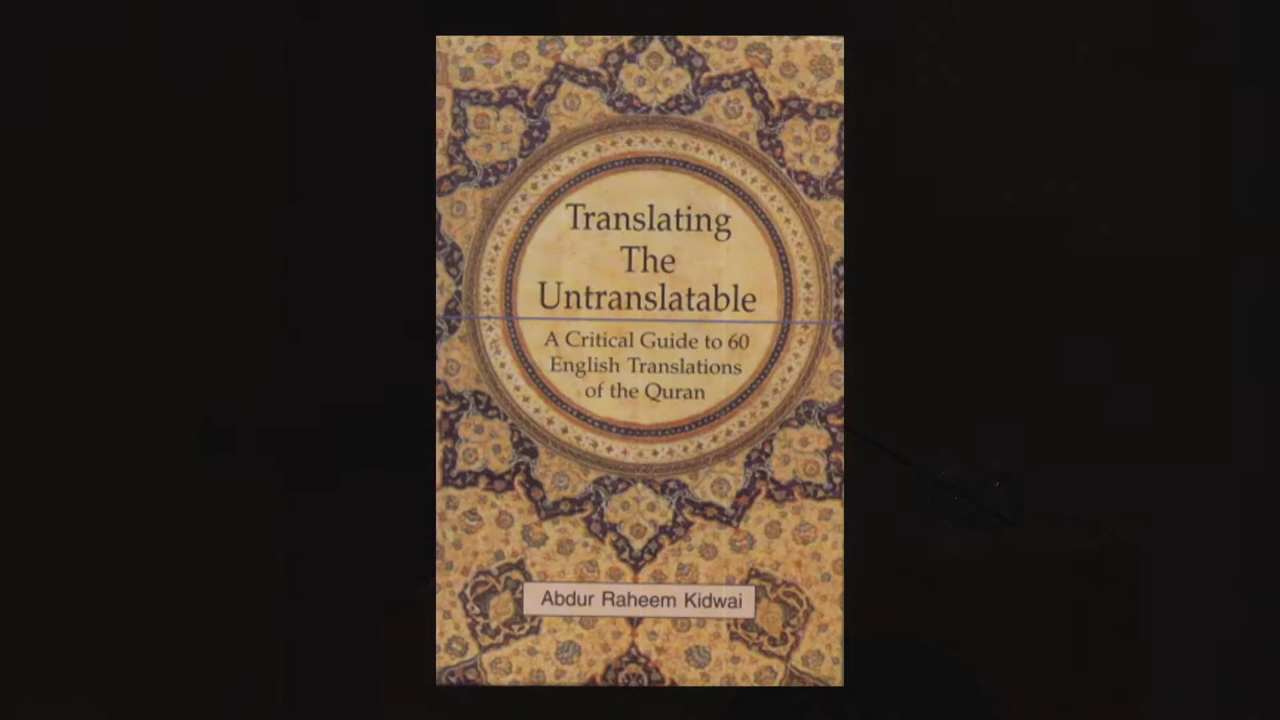 Translating
The
Untranslatable
A Critical Guide to 60
English Translations
of the Quran
Abdur Raheem Kidwai